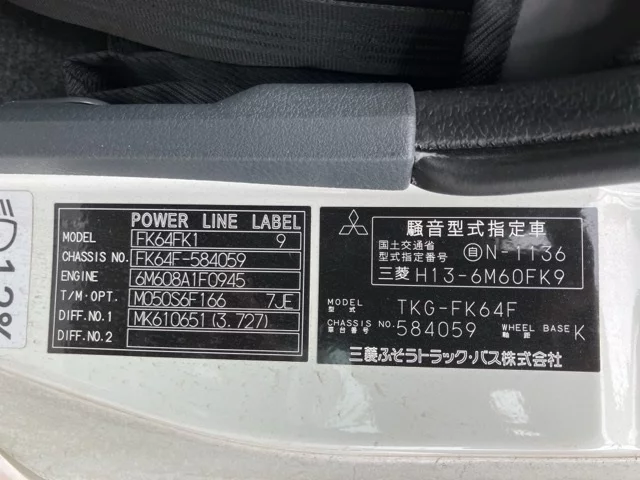 POWER LINE LABEL
MODEL FK64FK1 9
CHASSIS NO. FK64F-584059
ENGINE 6M608A1F0945
T/M·OPT. M050S6F166 7JE
DIFF.NO.1 MK610651 (3.727)
DIFF.NO.2
騒音型式指定車
国土交通省
型式指定番号 自N-1136
三菱 H13-6M60FK9
MODEL 型式 TKG-FK64F
CHASSIS NO. 車台番号 584059 WHEEL BASE 軸距 K
三菱ふそうトラック・バス株式会社
12%